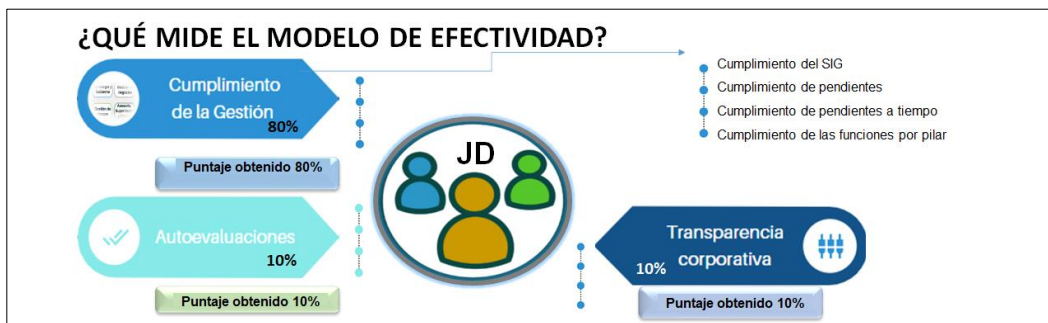 ¿QUÉ MIDE EL MODELO DE EFECTIVIDAD?
Cumplimiento
de la Gestión
80%
Puntaje obtenido 80%
Cumplimiento del SIG
Cumplimiento de pendientes
Cumplimiento de pendientes a tiempo
Cumplimiento de las funciones por pilar
JD
Autoevaluaciones
10%
Puntaje obtenido 10%
Transparencia
corporativa
10%
Puntaje obtenido 10%